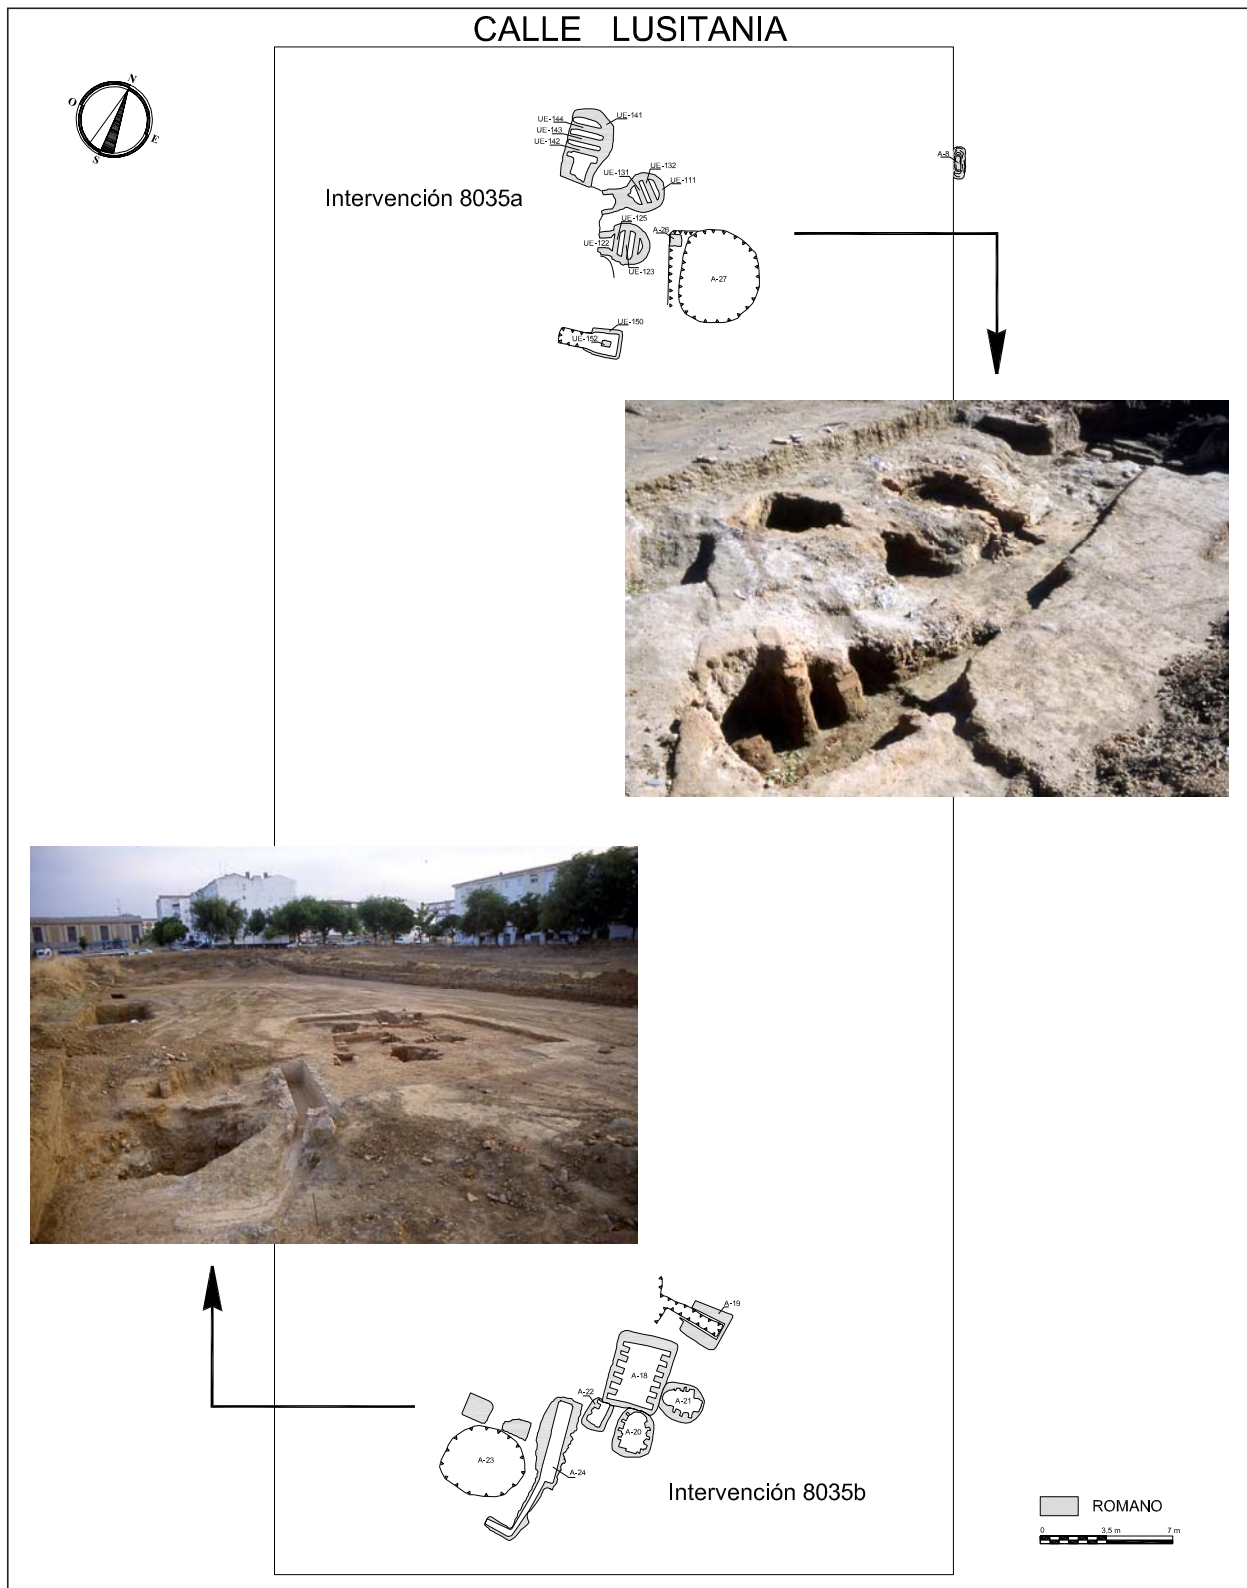 CALLE LUSITANIA
N
O
E
S
UE-144
UE-141
UE-143
UE-142
A-8
UE-132
UE-131
UE-111
Intervención 8035a
UE-125
A-26
UE-122
UE-123
A-27
UE-150
UE-152
A-19
A-18
A-22
A-21
A-20
A-23
A-24
Intervención 8035b
ROMANO
0 3.5 m 7 m